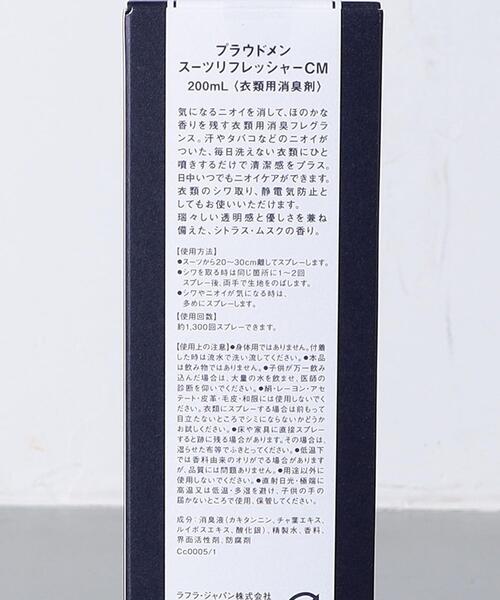 プラウドメン
スーツリフレッシャーCM
200mL〈衣類用消臭剤〉
気になるニオイを消して、ほのかな
香りを残す衣類用消臭フレグラ
ンス。汗やタバコなどのニオイが
ついた、毎日洗えない衣類にひと
噴きするだけで清潔感をプラス。
日中いつでもニオイケアができます。
衣類のシワ取り、静電気防止と
してもお使いいただけます。
瑞々しい透明感と優しさを兼ね
備えた、シトラス・ムスクの香り。
【使用方法】
●スーツから20〜30cm離してスプレーします。
●シワを取る時は同じ箇所に1〜2回
スプレー後、両手で生地をのばします。
●シワやニオイが気になる時は、
多めにスプレーします。
【使用回数】
約1,300回スプレーできます。
【使用上の注意】●身体用ではありません。付着
した時は流水で洗い流してください。●本品
は飲み物ではありません。●子供が万一飲み
込んだ場合は、大量の水を飲ませ、医師の
診断を仰いでください。●絹・レーヨン・アセ
テート・皮革・毛皮・和服には使用しないでくだ
さい。衣類にスプレーする場合は前もって
目立たないところでシミにならないかどうか
お試しください。●床や家具に直接スプレー
すると跡に残る場合があります。その場合は、
湿らせた布等でふきとってください。●低温下
では香料由来のオリがでる場合があります
が、品質には問題ありません。●用途以外に
使用しないでください。●直射日光・極端に
高温又は低温・多湿を避け、子供の手の
届かないところで使用、保管してください。
成分：消臭液（カキタンニン、チャ葉エキス、
ルイボスエキス、酸化銀）、精製水、香料、
界面活性剤、防腐剤
Cc0005/1
ラフラ・ジャパン株式会社